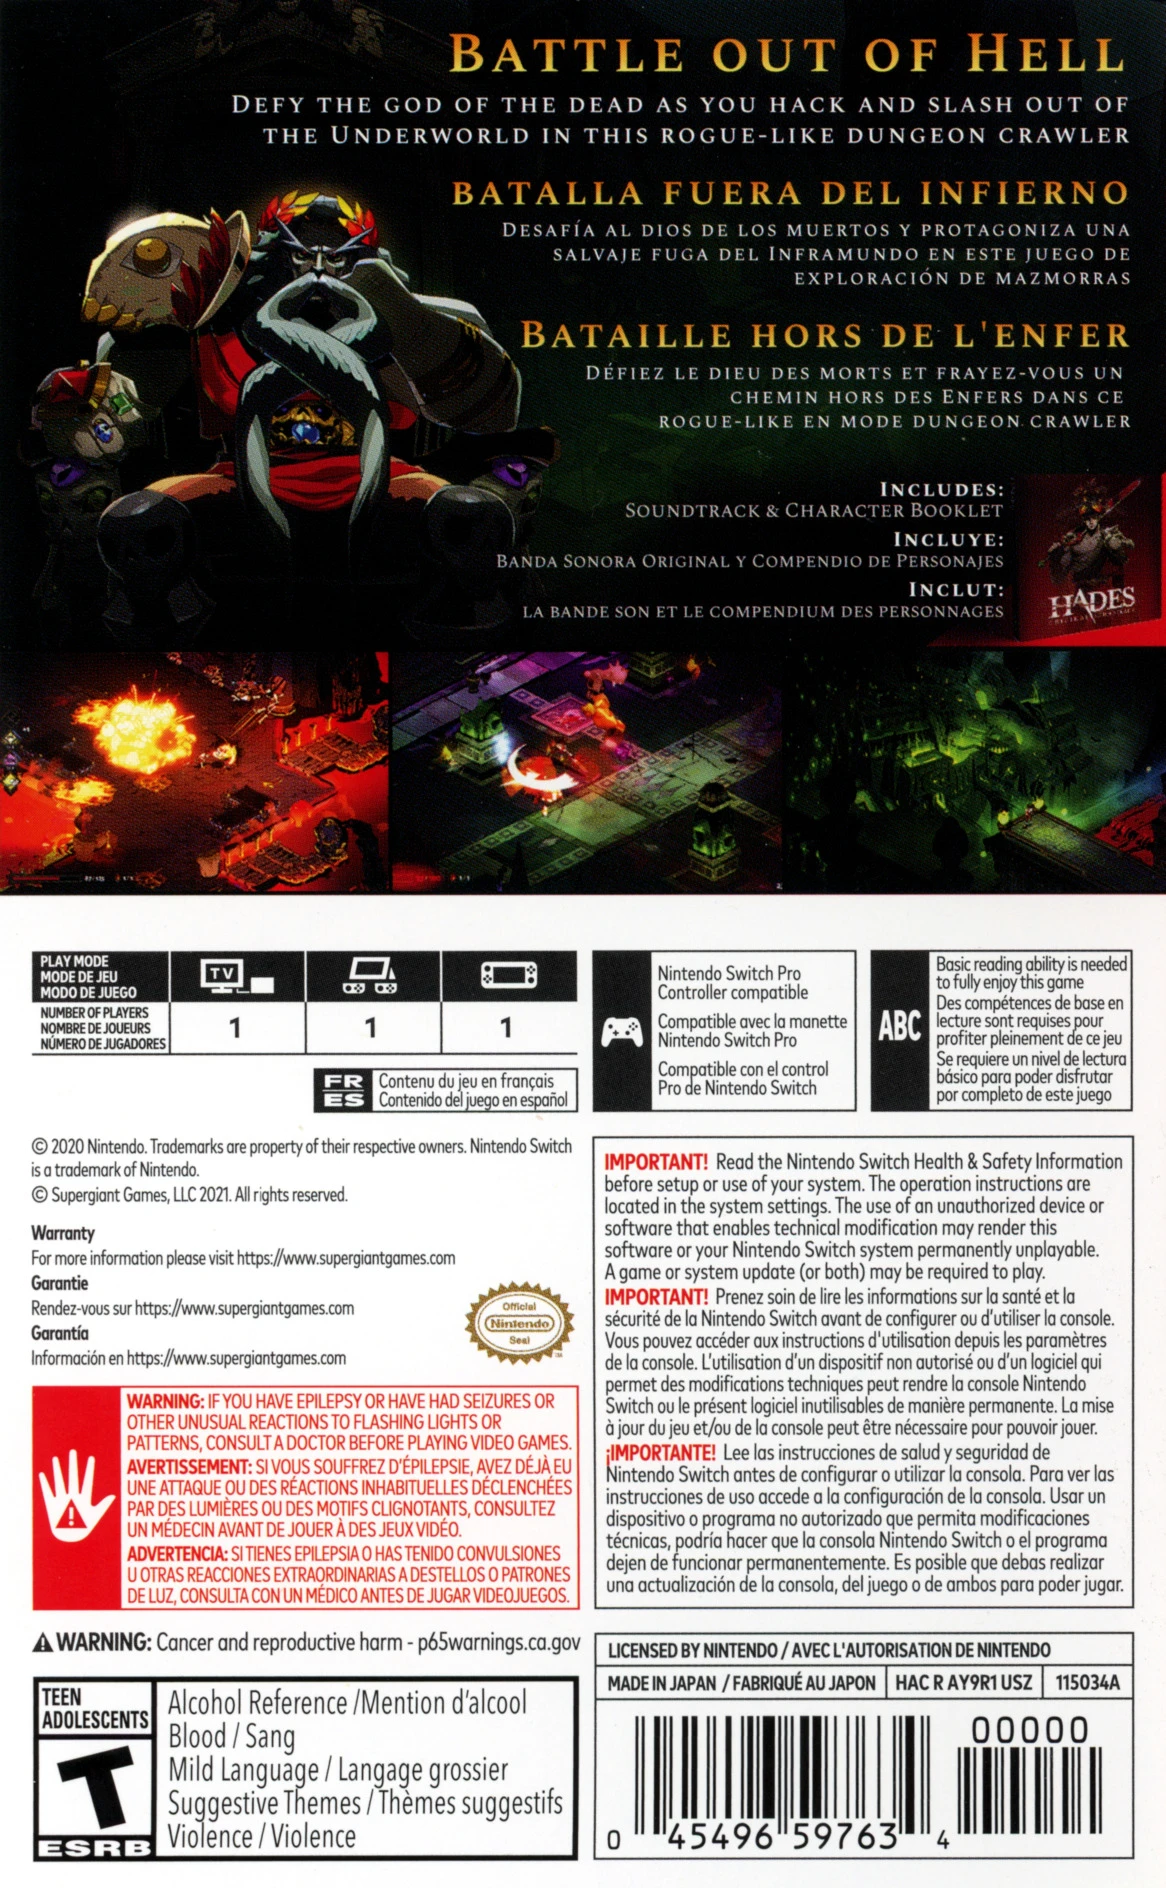 BATTLE OUT OF HELL
DEFY THE GOD OF THE DEAD AS YOU HACK AND SLASH OUT OF
THE UNDERWORLD IN THIS ROGUE-LIKE DUNGEON CRAWLER
BATALLA FUERA DEL INFIERNO
DESAFÍA AL DIOS DE LOS MUERTOS Y PROTAGONIZA UNA
SALVAJE FUGA DEL INFRAMUNDO EN ESTE JUEGO DE
EXPLORACIÓN DE MAZMORRAS
BATAILLE HORS DE L'ENFER
DÉFIEZ LE DIEU DES MORTS ET FRAYEZ-VOUS UN
CHEMIN HORS DES ENFERS DANS CE
ROGUE-LIKE EN MODE DUNGEON CRAWLER
INCLUDES:
SOUNDTRACK & CHARACTER BOOKLET
INCLUYE:
BANDA SONORA ORIGINAL Y COMPENDIO DE PERSONAJES
INCLUT:
LA BANDE SON ET LE COMPENDIUM DES PERSONNAGES
HADES
PLAY MODE
MODE DE JEU
MODO DE JUEGO
TV
NUMBER OF PLAYERS
NOMBRE DE JOUEURS
NÚMERO DE JUGADORES
1 1 1
FR Contenu du jeu en français
ES Contenido del juego en español
Nintendo Switch Pro
Controller compatible
Compatible avec la manette
Nintendo Switch Pro
Compatible con el control
Pro de Nintendo Switch
ABC
Basic reading ability is needed
to fully enjoy this game
Des compétences de base en
lecture sont requises pour
profiter pleinement de ce jeu
Se requiere un nivel de lectura
básico para poder disfrutar
por completo de este juego
© 2020 Nintendo. Trademarks are property of their respective owners. Nintendo Switch
is a trademark of Nintendo.
© Supergiant Games, LLC 2021. All rights reserved.
Warranty
For more information please visit https://www.supergiantgames.com
Garantie
Rendez-vous sur https://www.supergiantgames.com
Garantía
Información en https://www.supergiantgames.com
Official
Nintendo
Seal
WARNING: IF YOU HAVE EPILEPSY OR HAVE HAD SEIZURES OR
OTHER UNUSUAL REACTIONS TO FLASHING LIGHTS OR
PATTERNS, CONSULT A DOCTOR BEFORE PLAYING VIDEO GAMES.
AVERTISSEMENT: SI VOUS SOUFFREZ D'ÉPILEPSIE, AVEZ DÉJÀ EU
UNE ATTAQUE OU DES RÉACTIONS INHABITUELLES DÉCLENCHÉES
PAR DES LUMIÈRES OU DES MOTIFS CLIGNOTANTS, CONSULTEZ
UN MÉDECIN AVANT DE JOUER À DES JEUX VIDÉO.
ADVERTENCIA: SI TIENES EPILEPSIA O HAS TENIDO CONVULSIONES
U OTRAS REACCIONES EXTRAORDINARIAS A DESTELLOS O PATRONES
DE LUZ, CONSULTA CON UN MÉDICO ANTES DE JUGAR VIDEOJUEGOS.
IMPORTANT! Read the Nintendo Switch Health & Safety Information
before setup or use of your system. The operation instructions are
located in the system settings. The use of an unauthorized device or
software that enables technical modification may render this
software or your Nintendo Switch system permanently unplayable.
A game or system update (or both) may be required to play.
IMPORTANT! Prenez soin de lire les informations sur la santé et la
sécurité de la Nintendo Switch avant de configurer ou d'utiliser la console.
Vous pouvez accéder aux instructions d'utilisation depuis les paramètres
de la console. L'utilisation d'un dispositif non autorisé ou d'un logiciel qui
permet des modifications techniques peut rendre la console Nintendo
Switch ou le présent logiciel inutilisables de manière permanente. La mise
à jour du jeu et/ou de la console peut être nécessaire pour pouvoir jouer.
¡IMPORTANTE! Lee las instrucciones de salud y seguridad de
Nintendo Switch antes de configurar o utilizar la consola. Para ver las
instrucciones de uso accede a la configuración de la consola. Usar un
dispositivo o programa no autorizado que permita modificaciones
técnicas, podría hacer que la consola Nintendo Switch o el programa
dejen de funcionar permanentemente. Es posible que debas realizar
una actualización de la consola, del juego o de ambos para poder jugar.
⚠ WARNING: Cancer and reproductive harm - p65warnings.ca.gov
TEEN
ADOLESCENTS
T
ESRB
Alcohol Reference /Mention d'alcool
Blood / Sang
Mild Language / Langage grossier
Suggestive Themes / Thèmes suggestifs
Violence / Violence
LICENSED BY NINTENDO / AVEC L'AUTORISATION DE NINTENDO
MADE IN JAPAN / FABRIQUÉ AU JAPON HAC R AY9R1 USZ 115034A
00000
0 45496 59763 4